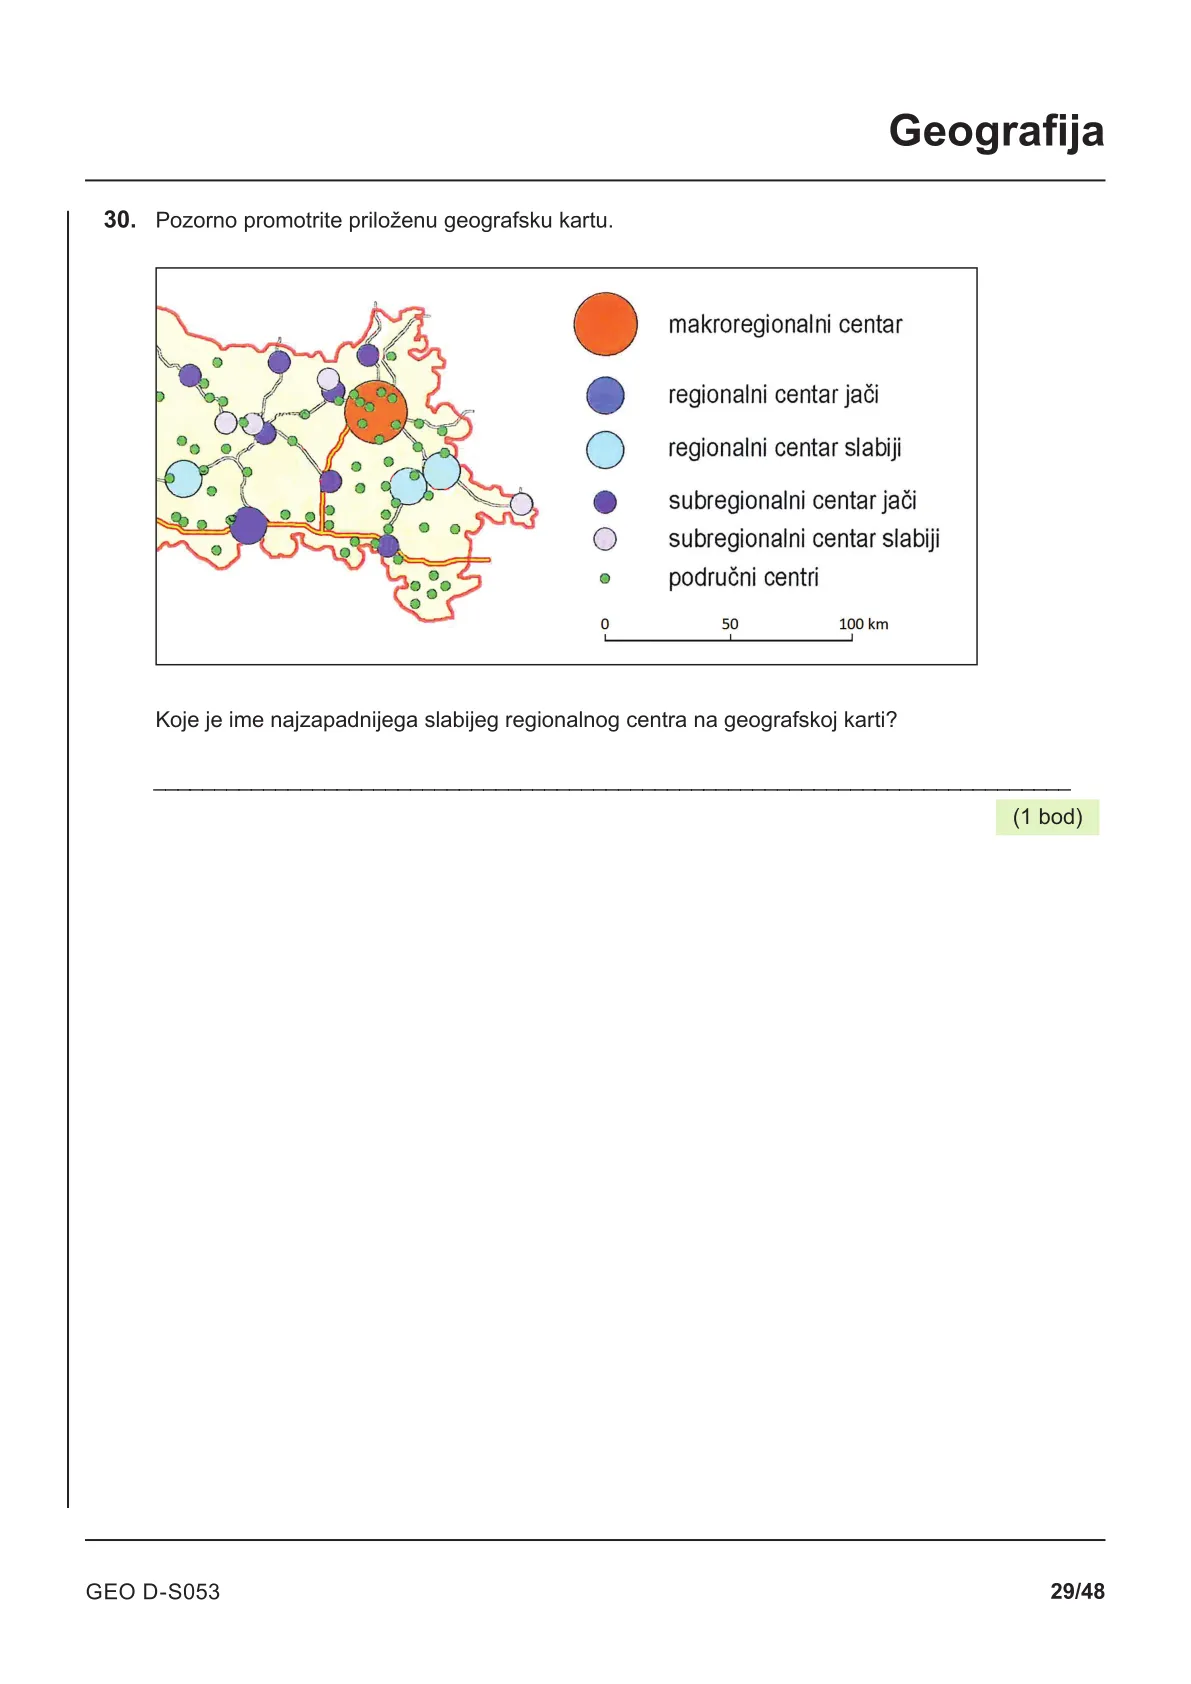 Geografija
30. Pozorno promotrite priloženu geografsku kartu.
makroregionalni centar
regionalni centar jači
regionalni centar slabiji
subregionalni centar jači
subregionalni centar slabiji
područni centri
0 50 100 km
Koje je ime najzapadnijega slabijeg regionalnog centra na geografskoj karti?
(1 bod)
GEO D-S053
29/48